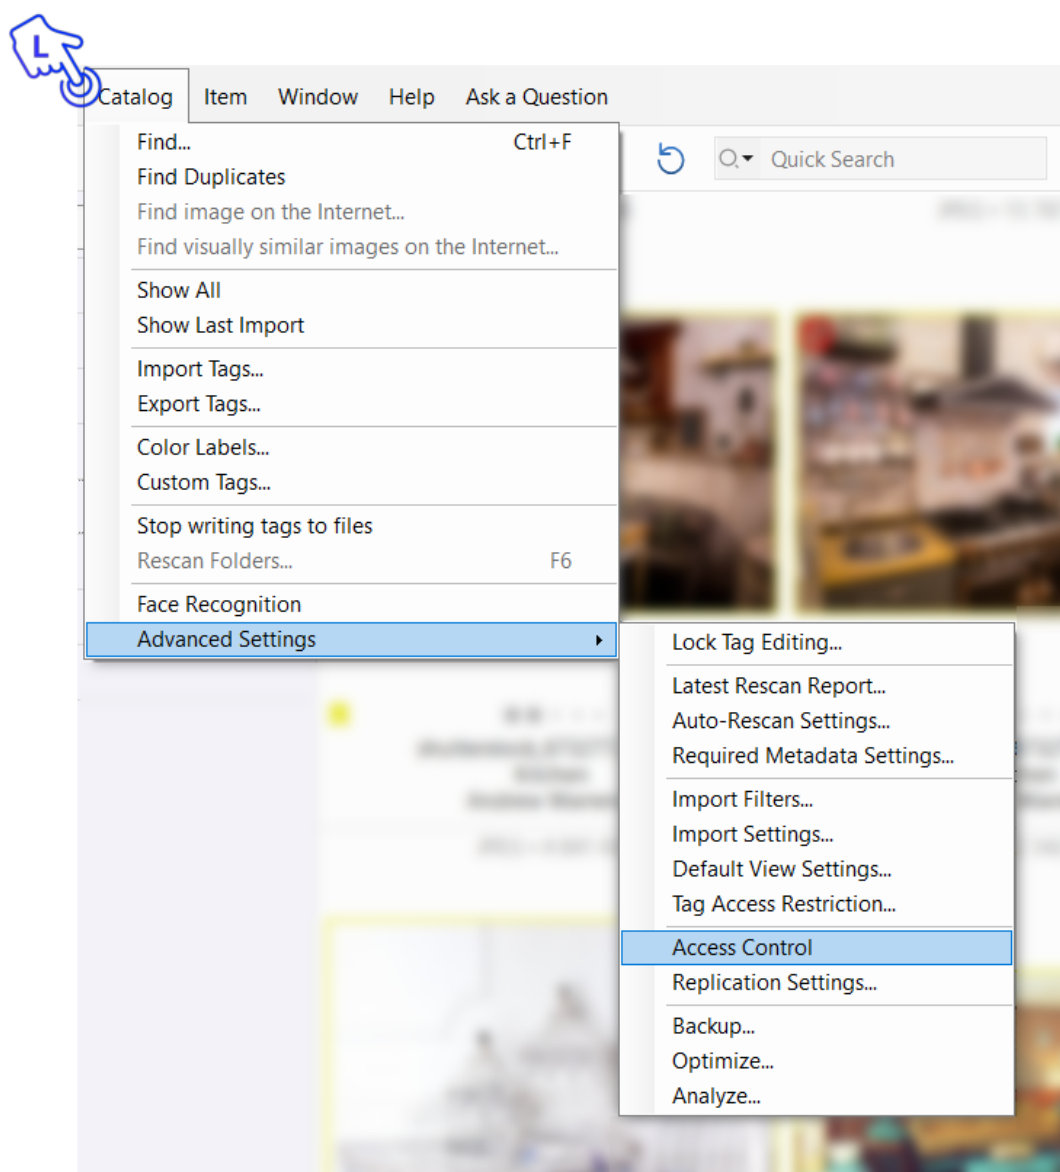 L
Catalog Item Window Help Ask a Question
Find... Ctrl+F
Find Duplicates
Find image on the Internet...
Find visually similar images on the Internet...
Show All
Show Last Import
Import Tags...
Export Tags...
Color Labels...
Custom Tags...
Stop writing tags to files
Rescan Folders... F6
Face Recognition
Advanced Settings
Quick Search
Lock Tag Editing...
Latest Rescan Report...
Auto-Rescan Settings...
Required Metadata Settings...
Import Filters...
Import Settings...
Default View Settings...
Tag Access Restriction...
Access Control
Replication Settings...
Backup...
Optimize...
Analyze...